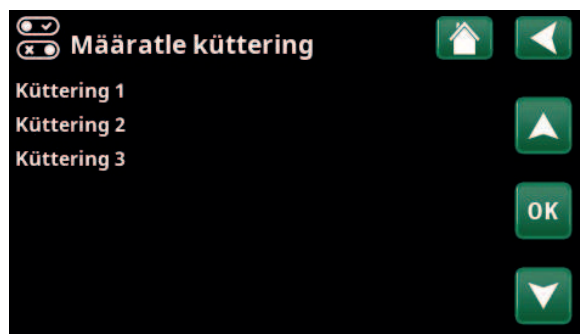 Määratle küttering
Küttering 1
Küttering 2
Küttering 3
OK